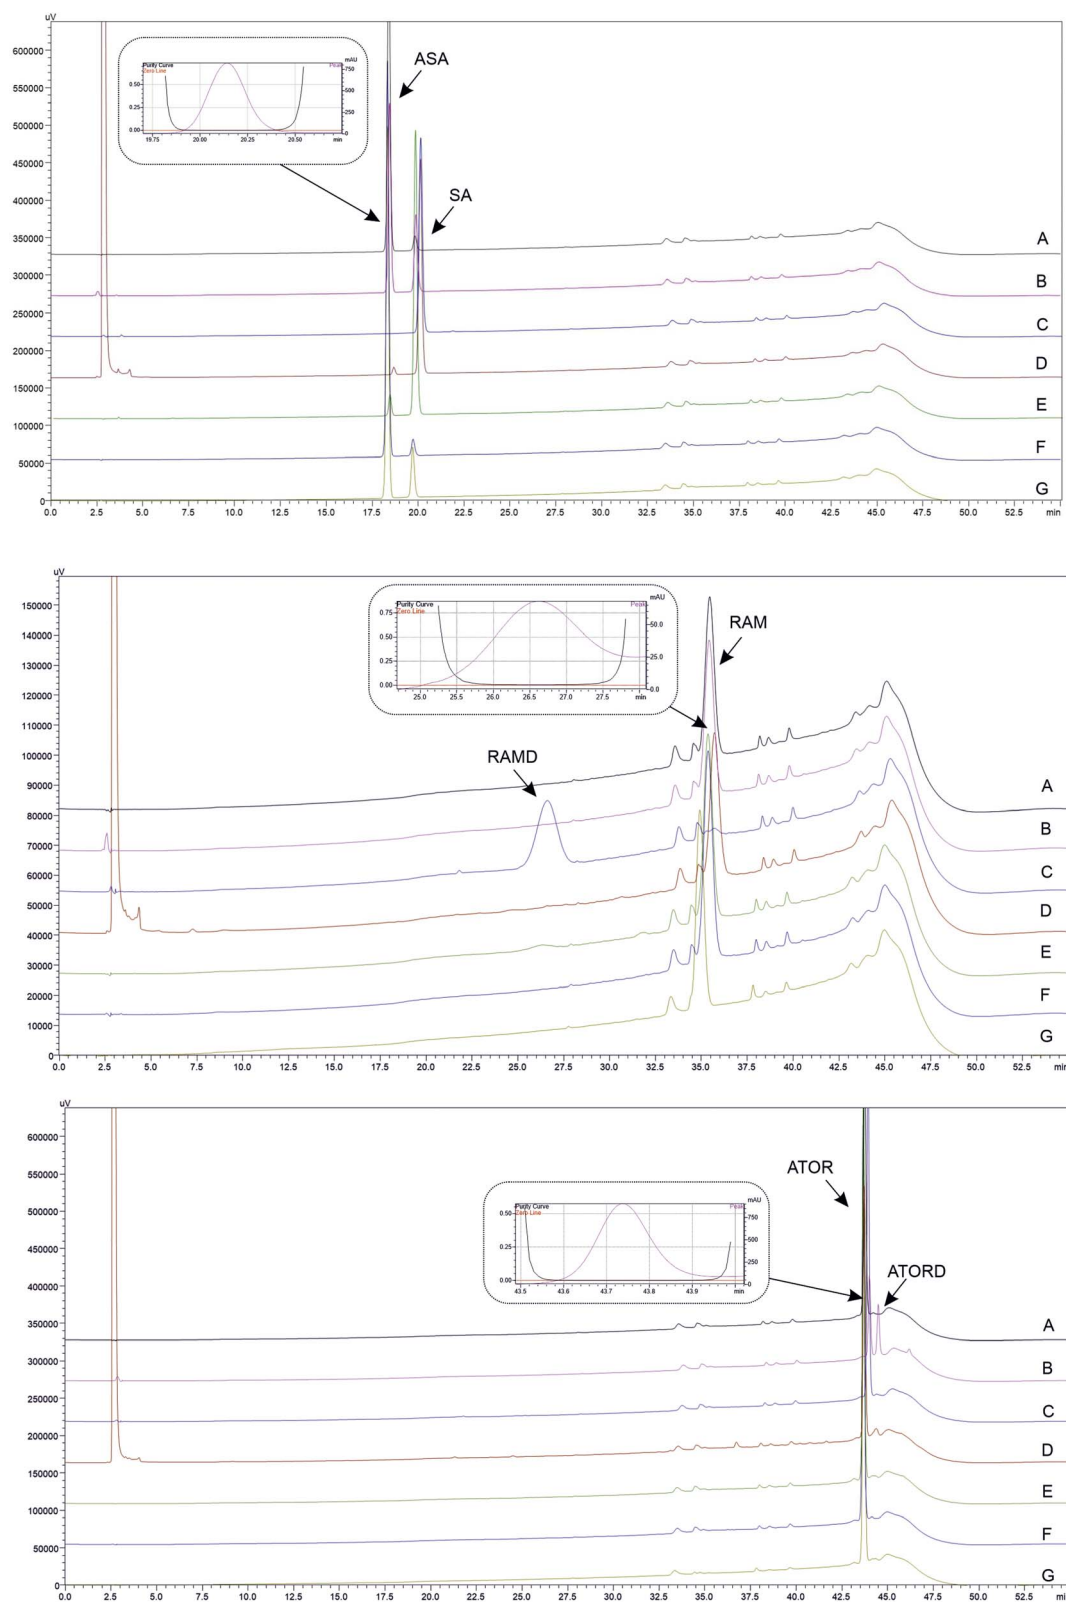 uV
600000
550000
500000
450000
400000
350000
300000
250000
200000
150000
100000
50000
0
Purity Curve
Zero Line
Peak
mAU
0.50
0.25
0.00
750
500
250
0
19.75 20.00 20.25 20.50 min
ASA
SA
A
B
C
D
E
F
G
0.0 2.5 5.0 7.5 10.0 12.5 15.0 17.5 20.0 22.5 25.0 27.5 30.0 32.5 35.0 37.5 40.0 42.5 45.0 47.5 50.0 52.5 min
uV
150000
140000
130000
120000
110000
100000
90000
80000
70000
60000
50000
40000
30000
20000
10000
0
Purity Curve
Zero Line
Peak
mAU
0.75
0.50
0.25
0.00
50.0
25.0
0.0
25.0 25.5 26.0 26.5 27.0 27.5 min
RAM
RAMD
A
B
C
D
E
F
G
0.0 2.5 5.0 7.5 10.0 12.5 15.0 17.5 20.0 22.5 25.0 27.5 30.0 32.5 35.0 37.5 40.0 42.5 45.0 47.5 50.0 52.5 min
uV
600000
550000
500000
450000
400000
350000
300000
250000
200000
150000
100000
50000
0
Purity Curve
Zero Line
Peak
mAU
0.50
0.25
0.00
750
500
250
0
43.5 43.6 43.7 43.8 43.9 min
ATOR
ATORD
A
B
C
D
E
F
G
0.0 2.5 5.0 7.5 10.0 12.5 15.0 17.5 20.0 22.5 25.0 27.5 30.0 32.5 35.0 37.5 40.0 42.5 45.0 47.5 50.0 52.5 min